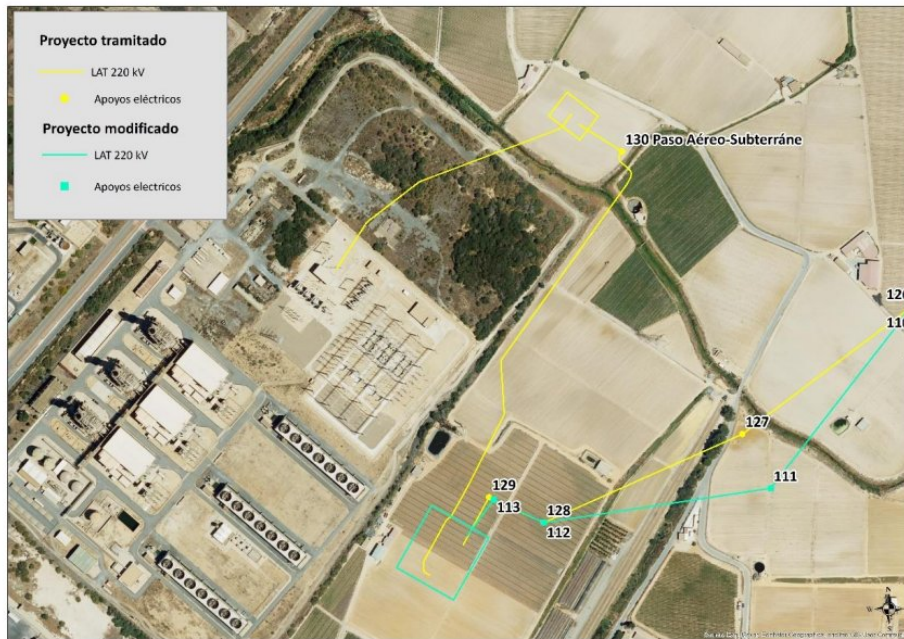 Proyecto tramitado
LAT 220 kV
Apoyos eléctricos
Proyecto modificado
LAT 220 kV
Apoyos electricos
130 Paso Aéreo-Subterráne
126
110
127
111
129
113
128
112